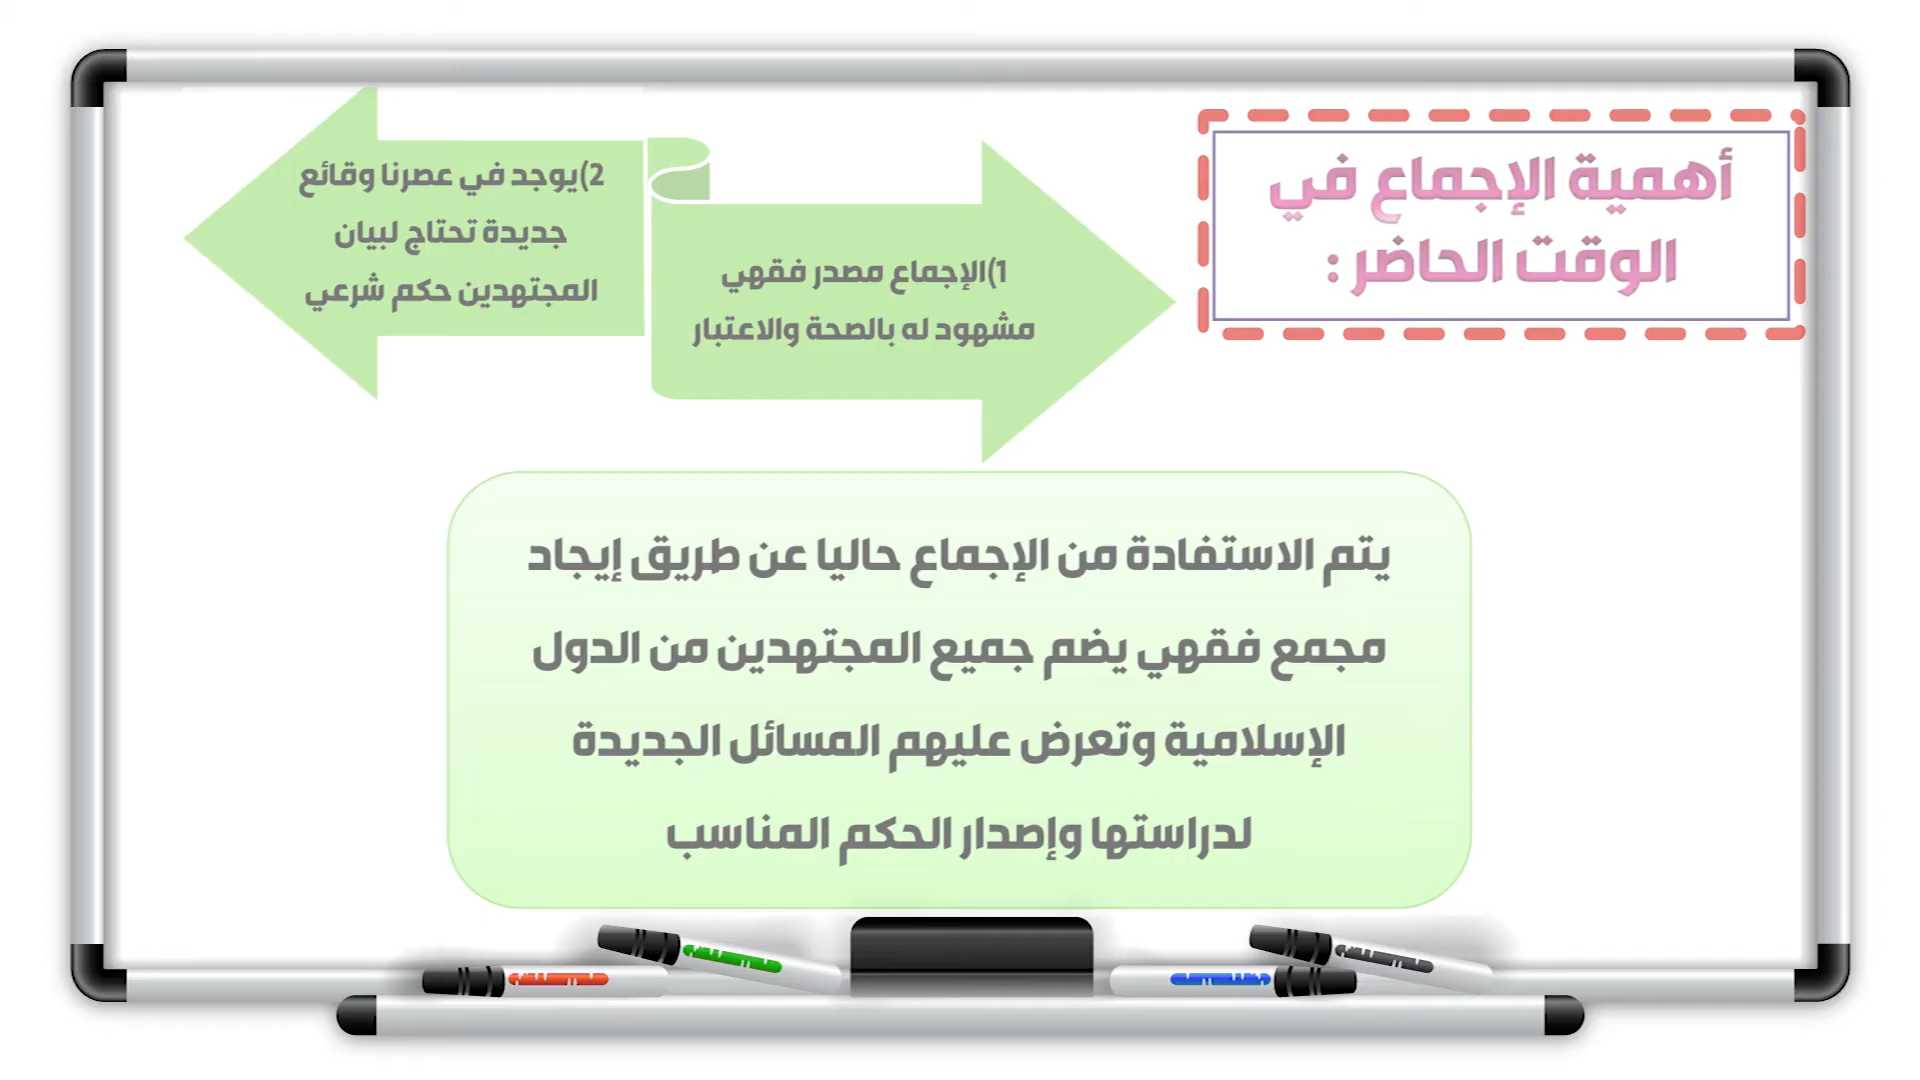 أهمية الإجماع في
الوقت الحاضر :
1)الإجماع مصدر فقهي
مشهود له بالصحة والاعتبار
2)يوجد في عصرنا وقائع
جديدة تحتاج لبيان
المجتهدين حكم شرعي
يتم الاستفادة من الإجماع حاليا عن طريق إيجاد
مجمع فقهي يضم جميع المجتهدين من الدول
الإسلامية وتعرض عليهم المسائل الجديدة
لدراستها وإصدار الحكم المناسب